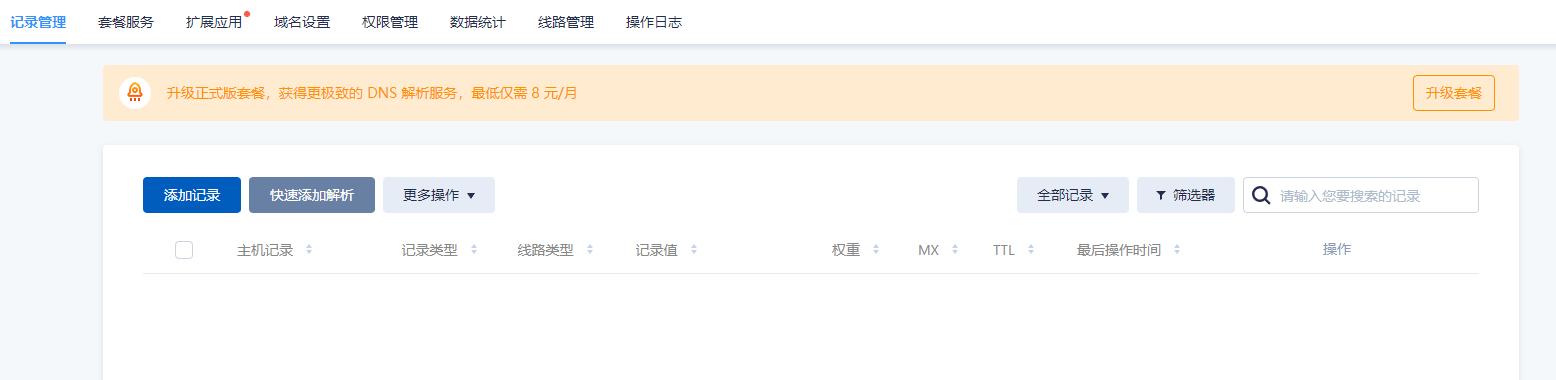 记录管理 套餐服务 扩展应用 域名设置 权限管理 数据统计 线路管理 操作日志
升级正式版套餐，获得更极致的 DNS 解析服务，最低仅需 8 元/月 升级套餐
添加记录 快速添加解析 更多操作 全部记录 筛选器 请输入您要搜索的记录
主机记录 记录类型 线路类型 记录值 权重 MX TTL 最后操作时间 操作